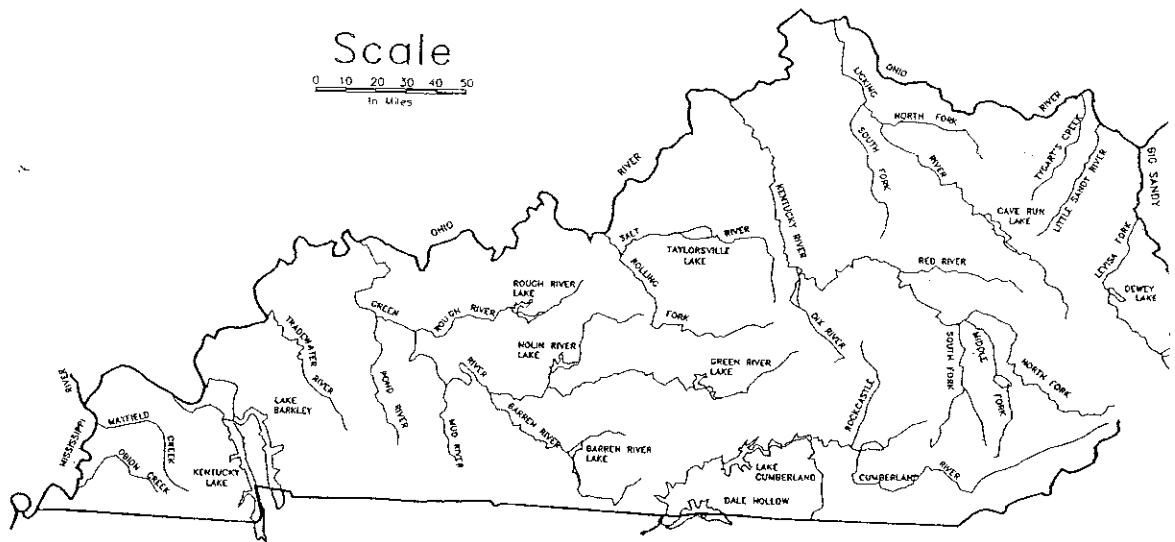 Scale
0 10 20 30 40 50
In Miles
OHIO
RIVER
LICKING
RIVER
NORTH FORK
SOUTH
FORK
TYGART'S CREEK
LITTLE SANDY RIVER
BIG SANDY
LEVISA FORK
CAVE RUN
LAKE
DEWEY
LAKE
RIVER
OHIO
KENTUCKY RIVER
SALT
RIVER
TAYLORSVILLE
LAKE
ROLLING
FORK
RED RIVER
ROUGH RIVER
LAKE
ROUGH RIVER
GREEN
DIX RIVER
NOLIN RIVER
LAKE
GREEN RIVER
LAKE
RIVER
TRADEWATER
RIVER
POND RIVER
MUD RIVER
BARREN RIVER
BARREN RIVER
LAKE
ROCKCASTLE
SOUTH FORK
MIDDLE
FORK
NORTH FORK
RIVER
MISSISSIPPI
MAYFIELD
CREEK
OBION
CREEK
LAKE
BARKLEY
KENTUCKY
LAKE
LAKE
CUMBERLAND
CUMBERLAND
RIVER
DALE HOLLOW